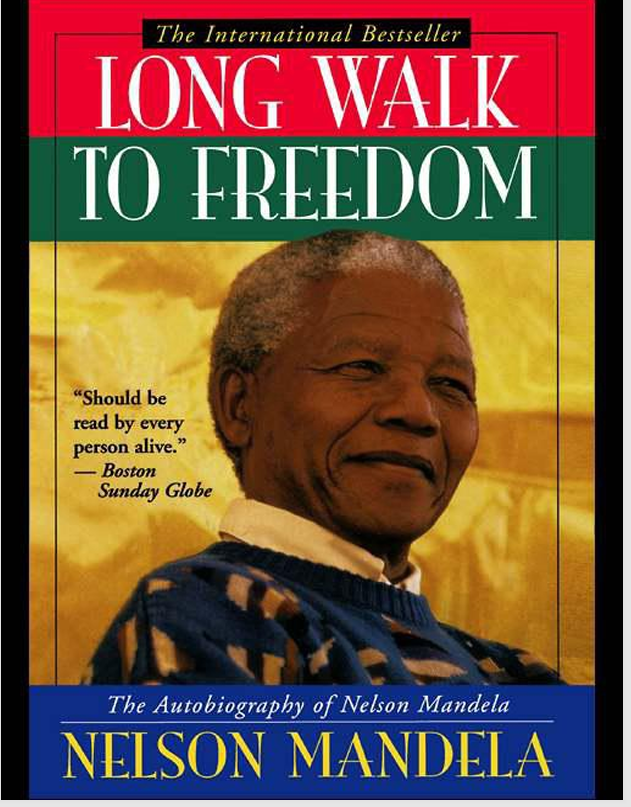 The International Bestseller
LONG WALK
TO FREEDOM
“Should be
read by every
person alive.”
— Boston
Sunday Globe
The Autobiography of Nelson Mandela
NELSON MANDELA